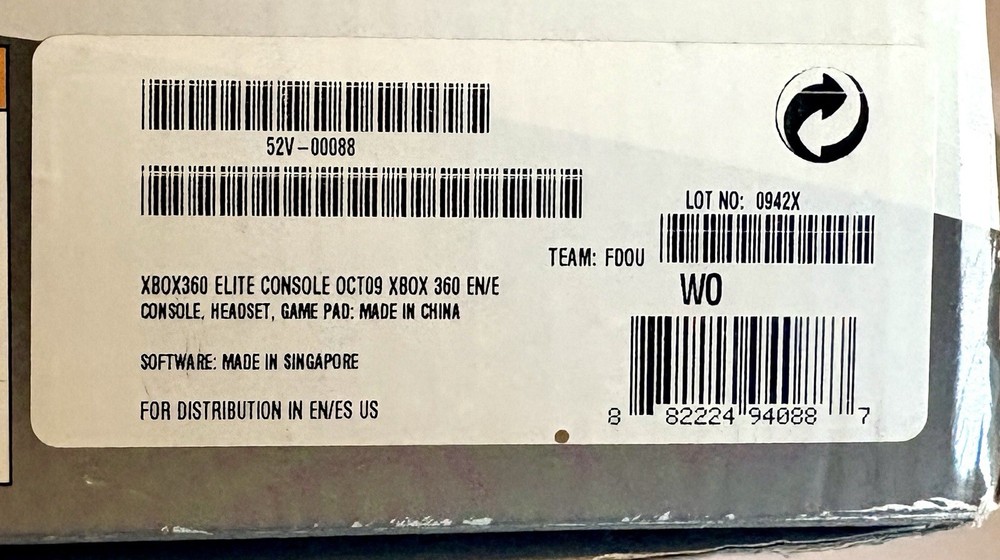 52V-00088
LOT NO: 0942X
TEAM: FDOU
WO
XBOX360 ELITE CONSOLE OCT09 XBOX 360 EN/E
CONSOLE, HEADSET, GAME PAD: MADE IN CHINA
SOFTWARE: MADE IN SINGAPORE
FOR DISTRIBUTION IN EN/ES US
8 82224 94088 7